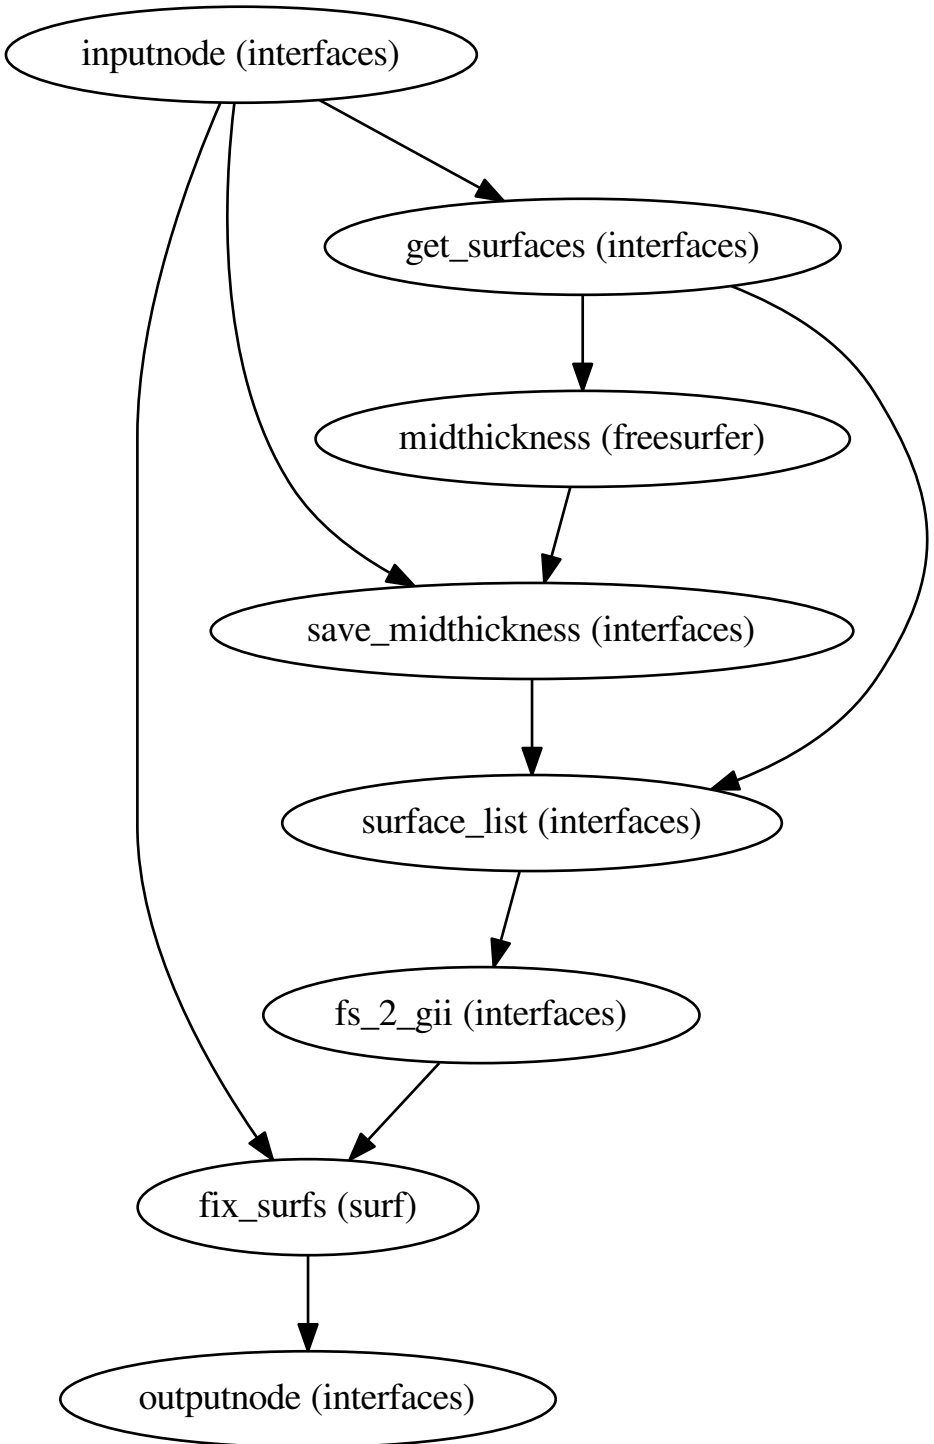 inputnode (interfaces)
get_surfaces (interfaces)
midthickness (freesurfer)
save_midthickness (interfaces)
surface_list (interfaces)
fs_2_gii (interfaces)
fix_surfs (surf)
outputnode (interfaces)